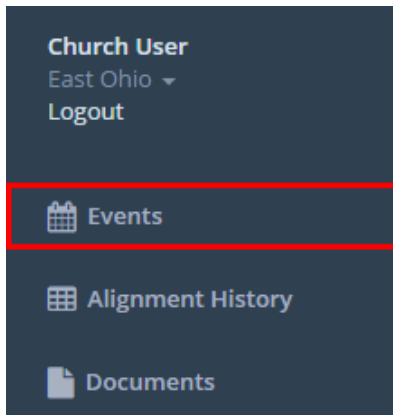 Church User
East Ohio
Logout
Events
Alignment History
Documents